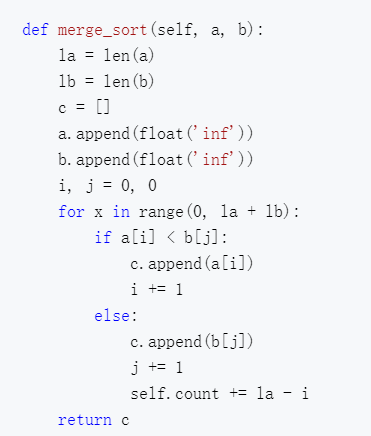 def merge_sort(self, a, b):
    la = len(a)
    lb = len(b)
    c = []
    a.append(float('inf'))
    b.append(float('inf'))
    i, j = 0, 0
    for x in range(0, la + lb):
        if a[i] < b[j]:
            c.append(a[i])
            i += 1
        else:
            c.append(b[j])
            j += 1
            self.count += la - i
    return c